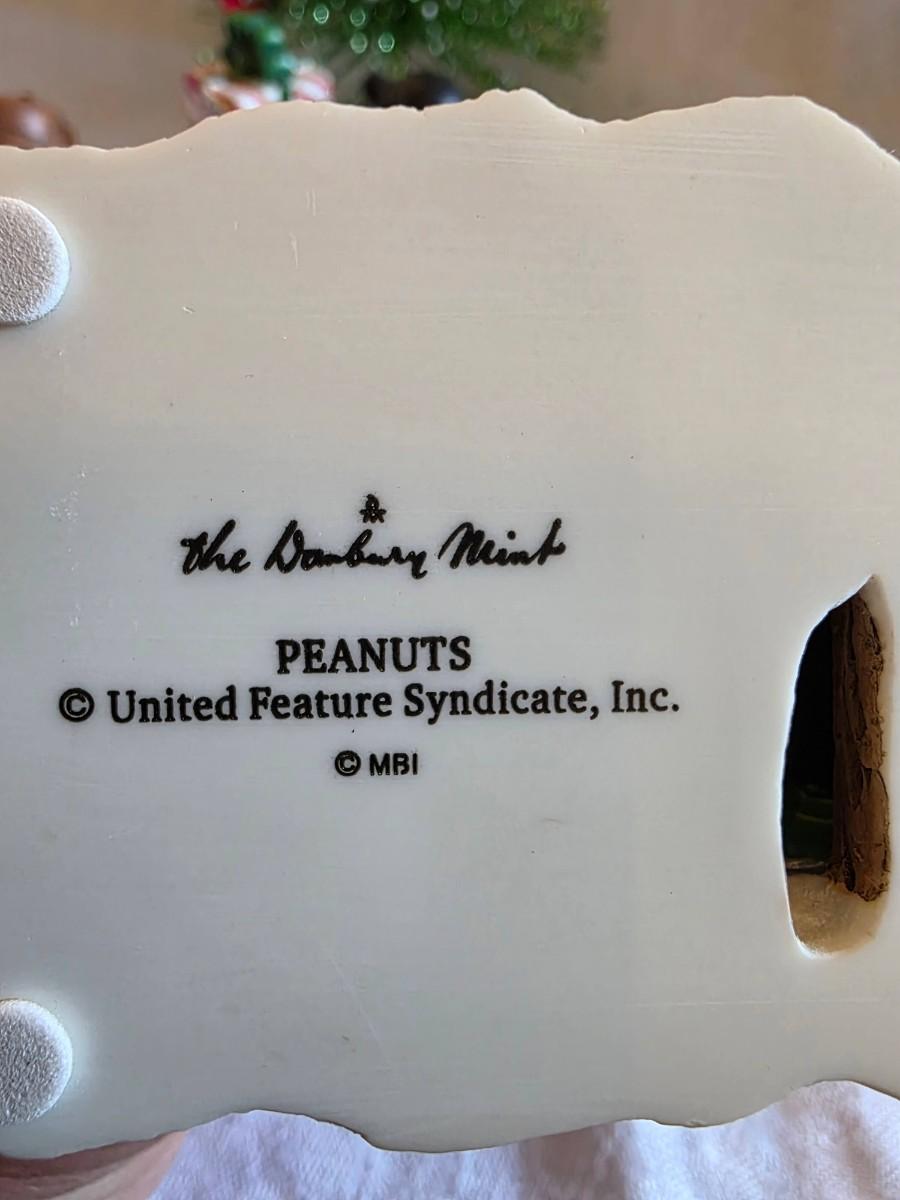 The Danbury Mint
PEANUTS
© United Feature Syndicate, Inc.
© MBI